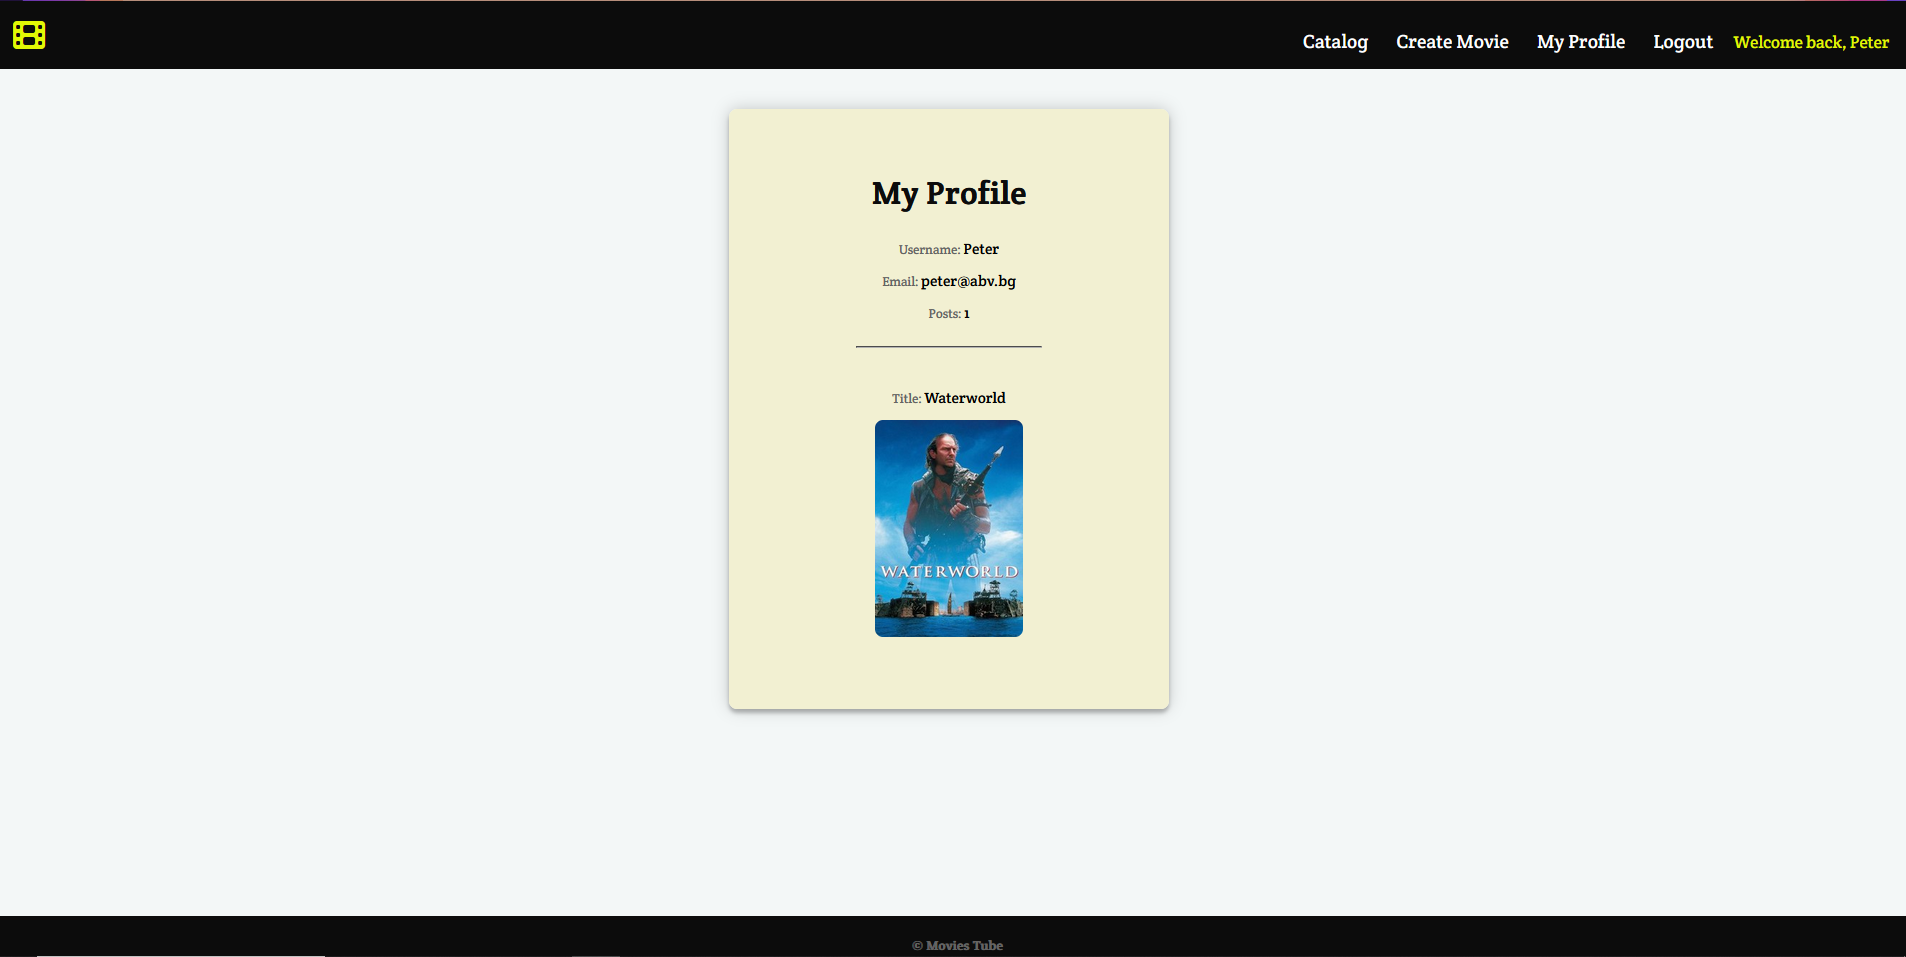 Catalog Create Movie My Profile Logout Welcome back, Peter
My Profile
Username: Peter
Email: peter@abv.bg
Posts: 1
Title: Waterworld
WATERWORLD
© Movies Tube